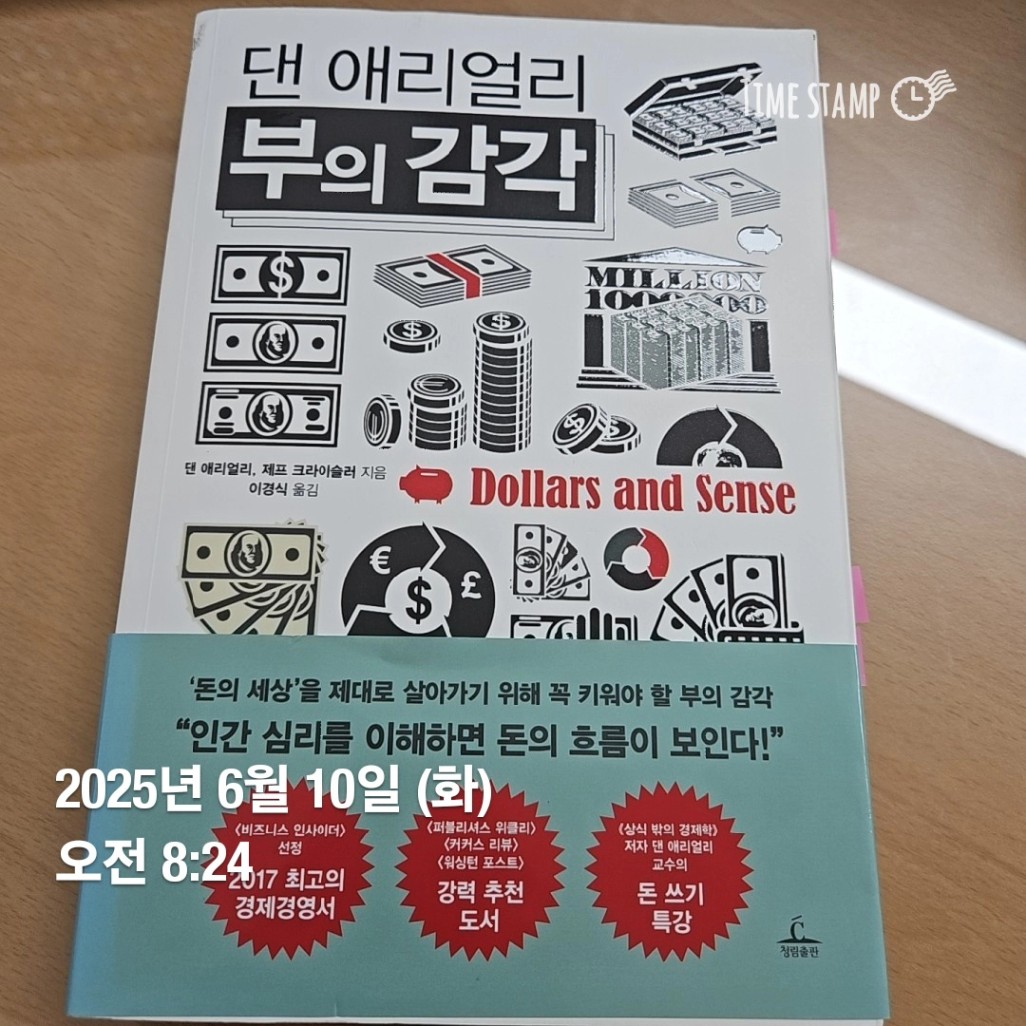 TIME STAMP
댄 애리얼리
부의 감각
MILLION
1000000
댄 애리얼리, 제프 크라이슬러 지음
이경식 옮김
Dollars and Sense
'돈의 세상'을 제대로 살아가기 위해 꼭 키워야 할 부의 감각
"인간 심리를 이해하면 돈의 흐름이 보인다!"
2025년 6월 10일 (화)
오전 8:24
〈비즈니스 인사이더〉
선정
2017 최고의
경제경영서
〈퍼블리셔스 위클리〉
〈커커스 리뷰〉
〈워싱턴 포스트〉
강력 추천
도서
〈상식 밖의 경제학〉
저자 댄 애리얼리
교수의
돈 쓰기
특강
청림출판